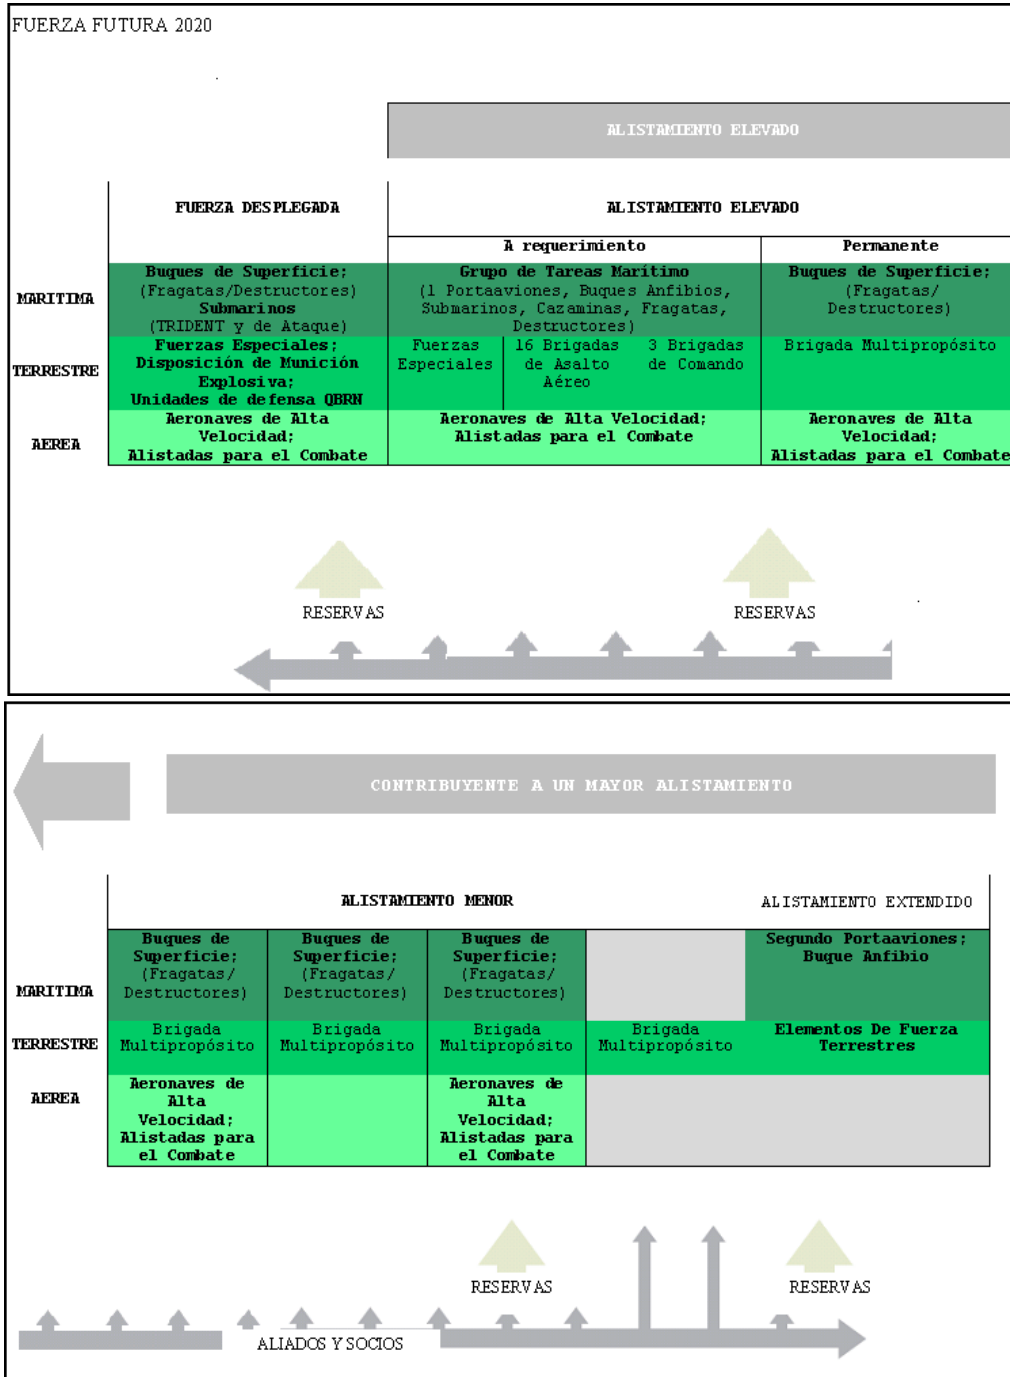 FUERZA FUTURA 2020
ALISTAMIENTO ELEVADO
FUERZA DESPLEGADA
ALISTAMIENTO ELEVADO
A requerimiento
Permanente
MARITIMA
Buques de Superficie;
(Fragatas/Destructores)
Submarinos
(TRIDENT y de Ataque)
Grupo de Tareas Marítimo
(1 Portaaviones, Buques Anfibios,
Submarinos, Cazaminas, Fragatas,
Destructores)
Buques de Superficie;
(Fragatas/
Destructores)
TERRESTRE
Fuerzas Especiales;
Disposición de Munición
Explosiva;
Unidades de defensa QBRN
Fuerzas
Especiales
16 Brigadas
de Asalto
Aéreo
3 Brigadas
de Comando
Brigada Multipropósito
AEREA
Aeronaves de Alta
Velocidad;
Alistadas para el Combate
Aeronaves de Alta Velocidad;
Alistadas para el Combate
Aeronaves de Alta
Velocidad;
Alistadas para el Combate
RESERVAS
RESERVAS
CONTRIBUYENTE A UN MAYOR ALISTAMIENTO
ALISTAMIENTO MENOR
ALISTAMIENTO EXTENDIDO
MARITIMA
Buques de
Superficie;
(Fragatas/
Destructores)
Buques de
Superficie;
(Fragatas/
Destructores)
Buques de
Superficie;
(Fragatas/
Destructores)
Segundo Portaaviones;
Buque Anfibio
TERRESTRE
Brigada
Multipropósito
Brigada
Multipropósito
Brigada
Multipropósito
Brigada
Multipropósito
Elementos De Fuerza
Terrestres
AEREA
Aeronaves de
Alta
Velocidad;
Alistadas para
el Combate
Aeronaves de
Alta
Velocidad;
Alistadas para
el Combate
RESERVAS
RESERVAS
ALIADOS Y SOCIOS